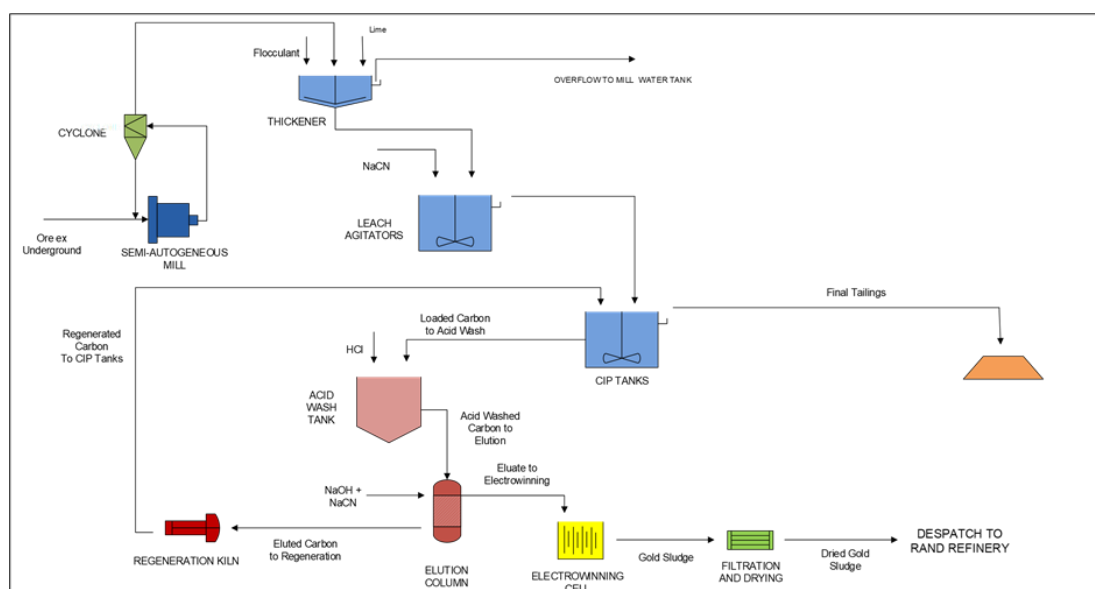 Lime
Flocculant
OVERFLOW TO MILL WATER TANK
THICKENER
CYCLONE
NaCN
LEACH
AGITATORS
Ore ex
Underground
SEMI-AUTOGENEOUS
MILL
Final Tailings
Loaded Carbon
to Acid Wash
Regenerated
Carbon
To CIP Tanks
HCl
CIP TANKS
ACID
WASH
TANK
Acid Washed
Carbon to
Elution
Eluate to
Electrowinning
NaOH +
NaCN
DESPATCH TO
RAND REFINERY
Eluted Carbon
to Regeneration
REGENERATION KILN
Gold Sludge
Dried Gold
Sludge
ELUTION
COLUMN
ELECTROWINNING
CELL
FILTRATION
AND DRYING